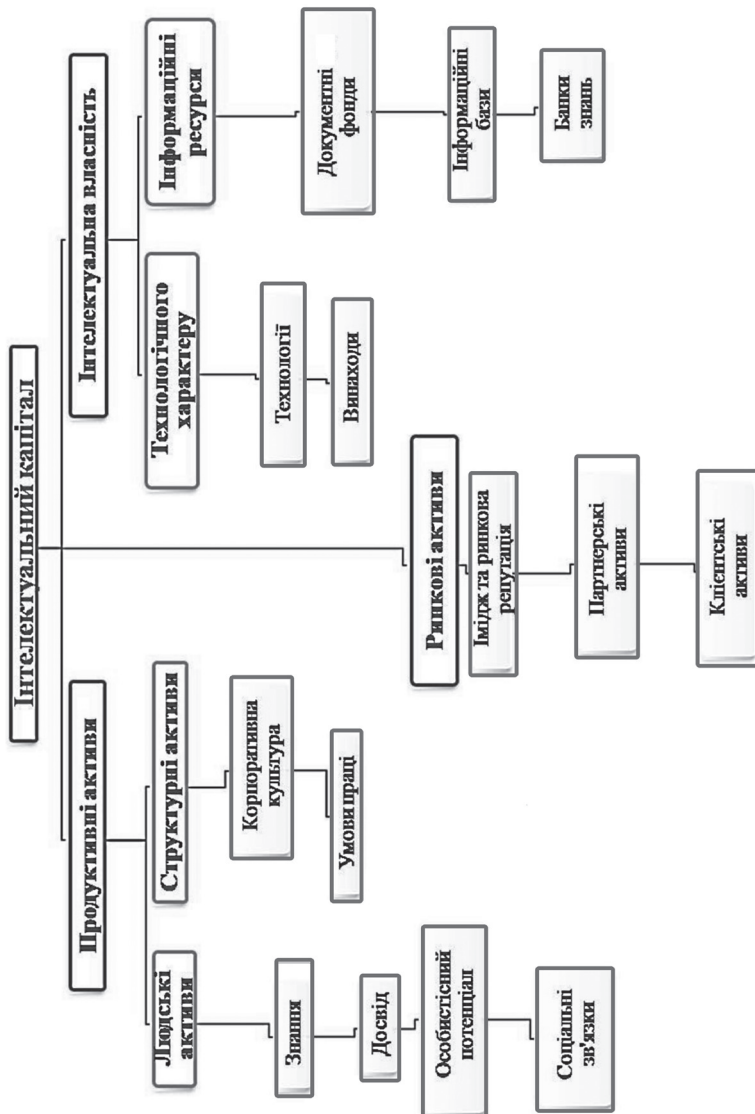 Інтелектуальний капітал
Продуктивні активи
Інтелектуальна власність
Людські
активи
Структурні активи
Технологічного
характеру
Інформаційні
ресурси
Знання
Досвід
Особистісний
потенціал
Соціальні
зв'язки
Корпоративна
культура
Умови праці
Ринкові активи
Імідж та ринкова
репутація
Партнерські
активи
Клієнтські
активи
Технології
Винаходи
Документні
фонди
Інформаційні
бази
Банки
знань